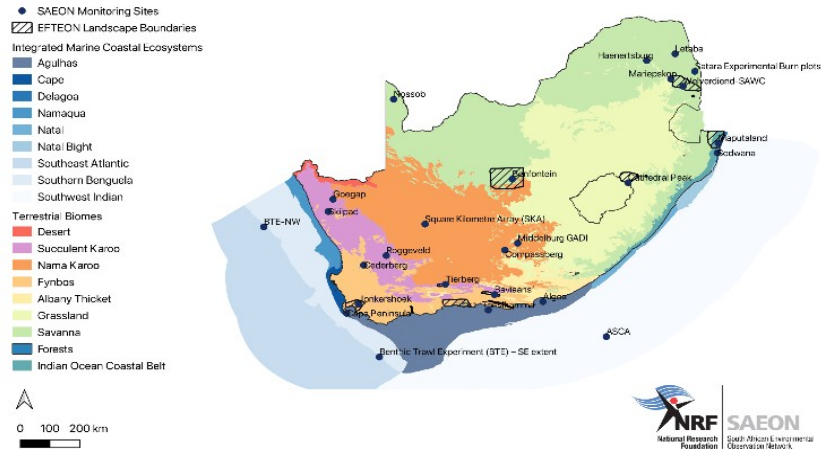 SAEON Monitoring Sites
EFTEON Landscape Boundaries
Integrated Marine Coastal Ecosystems
Agulhas
Cape
Delagoa
Namaqua
Natal
Natal Bight
Southeast Atlantic
Southern Benguela
Southwest Indian
Terrestrial Biomes
Desert
Succulent Karoo
Nama Karoo
Fynbos
Albany Thicket
Grassland
Savanna
Forests
Indian Ocean Coastal Belt
0 100 200 km
Letaba
Haenertsburg
Satara Experimental Burn plots
Mariepskop
Wolverdiond-SAWC
Nossob
Maputaland
Sodwana
Benfontein
Cathedral Peak
Goegap
Skilpad
BTE-NW
Square Kilometre Array (SKA)
Middelburg GADI
Compassberg
Roggeveld
Cederberg
Tierberg
Baviaans
Algoa
Jonkershoek
Cape Peninsula
ASCA
Benthic Trawl Experiment (BTE) – SE extent
NRF
National Research
Foundation
SAEON
South African Environmental
Observation Network